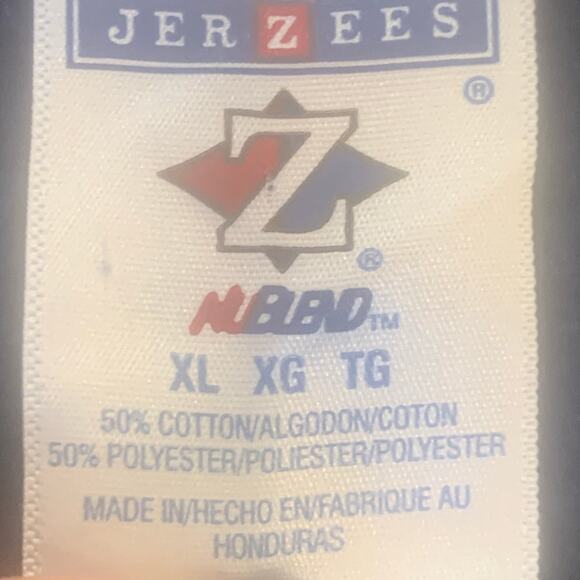 JERZEES
®
Z
®
NUBLEND™
XL XG TG
50% COTTON/ALGODON/COTON
50% POLYESTER/POLIESTER/POLYESTER
MADE IN/HECHO EN/FABRIQUE AU
HONDURAS